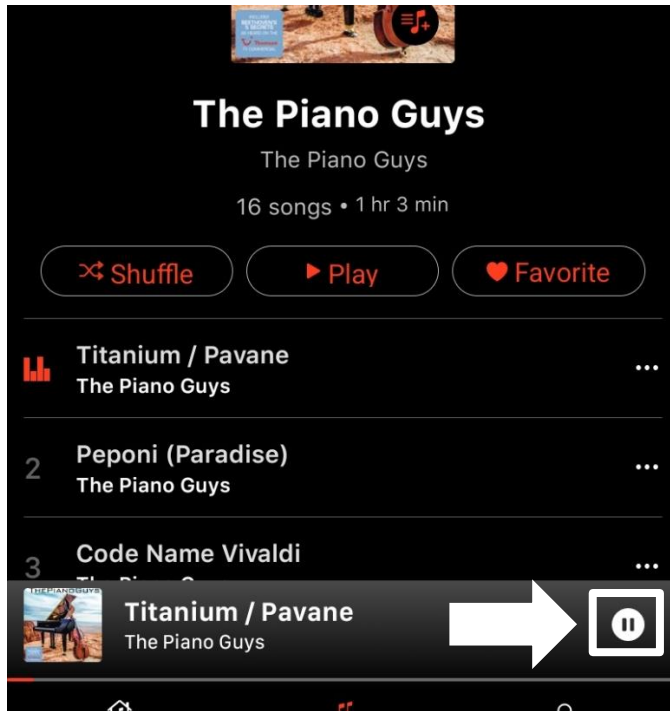 The Piano Guys
The Piano Guys
16 songs • 1 hr 3 min
Shuffle
Play
Favorite
Titanium / Pavane
The Piano Guys
2
Peponi (Paradise)
The Piano Guys
3
Code Name Vivaldi
THEPIANOGUYS
Titanium / Pavane
The Piano Guys